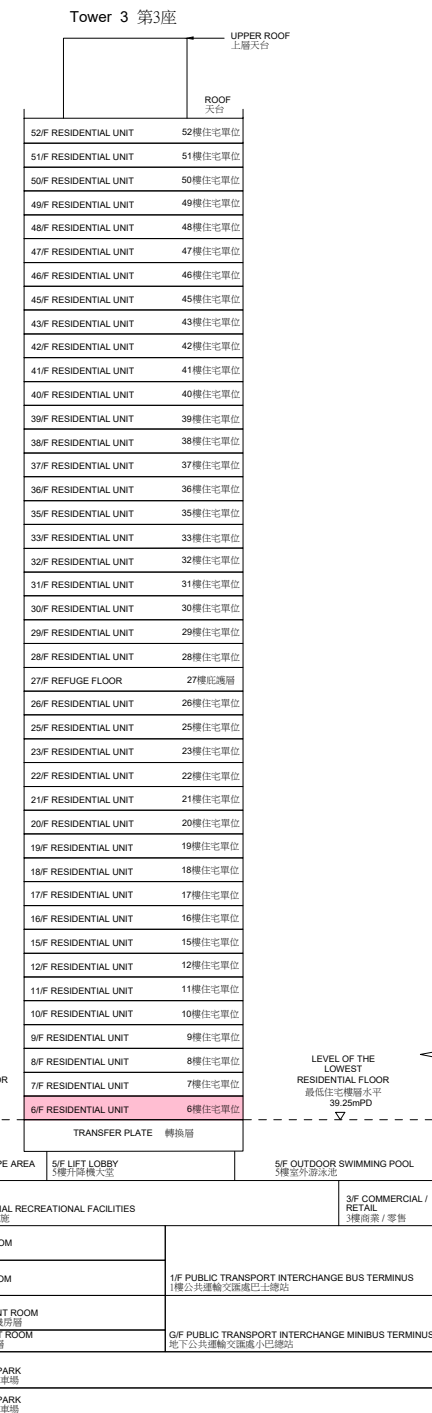 Tower 3 第3座
UPPER ROOF
上層天台
ROOF
天台
52/F RESIDENTIAL UNIT 52樓住宅單位
51/F RESIDENTIAL UNIT 51樓住宅單位
50/F RESIDENTIAL UNIT 50樓住宅單位
49/F RESIDENTIAL UNIT 49樓住宅單位
48/F RESIDENTIAL UNIT 48樓住宅單位
47/F RESIDENTIAL UNIT 47樓住宅單位
46/F RESIDENTIAL UNIT 46樓住宅單位
45/F RESIDENTIAL UNIT 45樓住宅單位
43/F RESIDENTIAL UNIT 43樓住宅單位
42/F RESIDENTIAL UNIT 42樓住宅單位
41/F RESIDENTIAL UNIT 41樓住宅單位
40/F RESIDENTIAL UNIT 40樓住宅單位
39/F RESIDENTIAL UNIT 39樓住宅單位
38/F RESIDENTIAL UNIT 38樓住宅單位
37/F RESIDENTIAL UNIT 37樓住宅單位
36/F RESIDENTIAL UNIT 36樓住宅單位
35/F RESIDENTIAL UNIT 35樓住宅單位
33/F RESIDENTIAL UNIT 33樓住宅單位
32/F RESIDENTIAL UNIT 32樓住宅單位
31/F RESIDENTIAL UNIT 31樓住宅單位
30/F RESIDENTIAL UNIT 30樓住宅單位
29/F RESIDENTIAL UNIT 29樓住宅單位
28/F RESIDENTIAL UNIT 28樓住宅單位
27/F REFUGE FLOOR 27樓庇護層
26/F RESIDENTIAL UNIT 26樓住宅單位
25/F RESIDENTIAL UNIT 25樓住宅單位
23/F RESIDENTIAL UNIT 23樓住宅單位
22/F RESIDENTIAL UNIT 22樓住宅單位
21/F RESIDENTIAL UNIT 21樓住宅單位
20/F RESIDENTIAL UNIT 20樓住宅單位
19/F RESIDENTIAL UNIT 19樓住宅單位
18/F RESIDENTIAL UNIT 18樓住宅單位
17/F RESIDENTIAL UNIT 17樓住宅單位
16/F RESIDENTIAL UNIT 16樓住宅單位
15/F RESIDENTIAL UNIT 15樓住宅單位
12/F RESIDENTIAL UNIT 12樓住宅單位
11/F RESIDENTIAL UNIT 11樓住宅單位
10/F RESIDENTIAL UNIT 10樓住宅單位
9/F RESIDENTIAL UNIT 9樓住宅單位
8/F RESIDENTIAL UNIT 8樓住宅單位
7/F RESIDENTIAL UNIT 7樓住宅單位
6/F RESIDENTIAL UNIT 6樓住宅單位
OR
LEVEL OF THE
LOWEST
RESIDENTIAL FLOOR
最低住宅樓層水平
39.25mPD
TRANSFER PLATE 轉換層
PE AREA
5/F LIFT LOBBY
5樓升降機大堂
5/F OUTDOOR SWIMMING POOL
5樓室外游泳池
NAL RECREATIONAL FACILITIES
施
3/F COMMERCIAL /
RETAIL
3樓商業 / 零售
OM
OM
1/F PUBLIC TRANSPORT INTERCHANGE BUS TERMINUS
1樓公共運輸交匯處巴士總站
NT ROOM
機房層
T ROOM
層
G/F PUBLIC TRANSPORT INTERCHANGE MINIBUS TERMINUS
地下公共運輸交匯處小巴總站
PARK
車場
PARK
車場